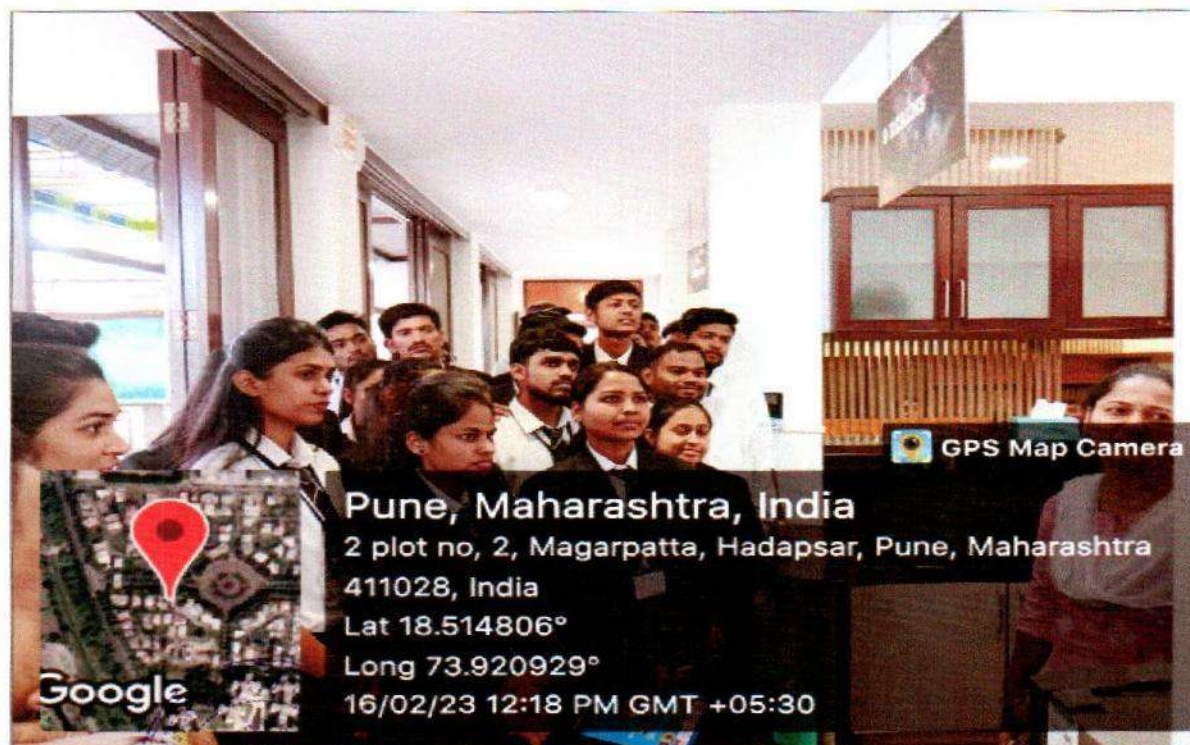 GPS Map Camera
Pune, Maharashtra, India
2 plot no, 2, Magarpatta, Hadapsar, Pune, Maharashtra
411028, India
Lat 18.514806°
Long 73.920929°
16/02/23 12:18 PM GMT +05:30
Google